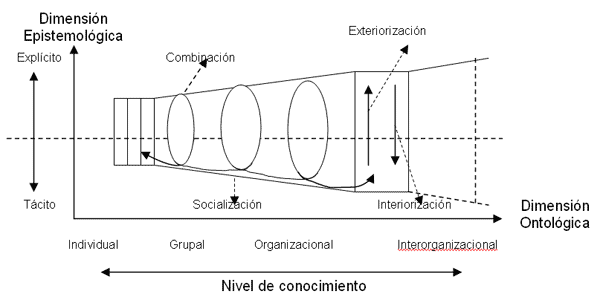 Dimensión
Epistemológica
Explícito
Combinación
Exteriorización
Tácito
Socialización
Interiorización
Dimensión
Ontológica
Individual
Grupal
Organizacional
Interorganizacional
Nivel de conocimiento